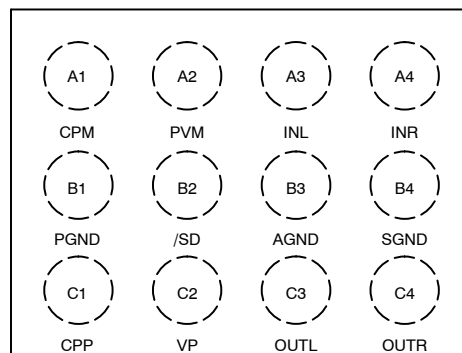 A1 A2 A3 A4
CPM PVM INL INR
B1 B2 B3 B4
PGND /SD AGND SGND
C1 C2 C3 C4
CPP VP OUTL OUTR